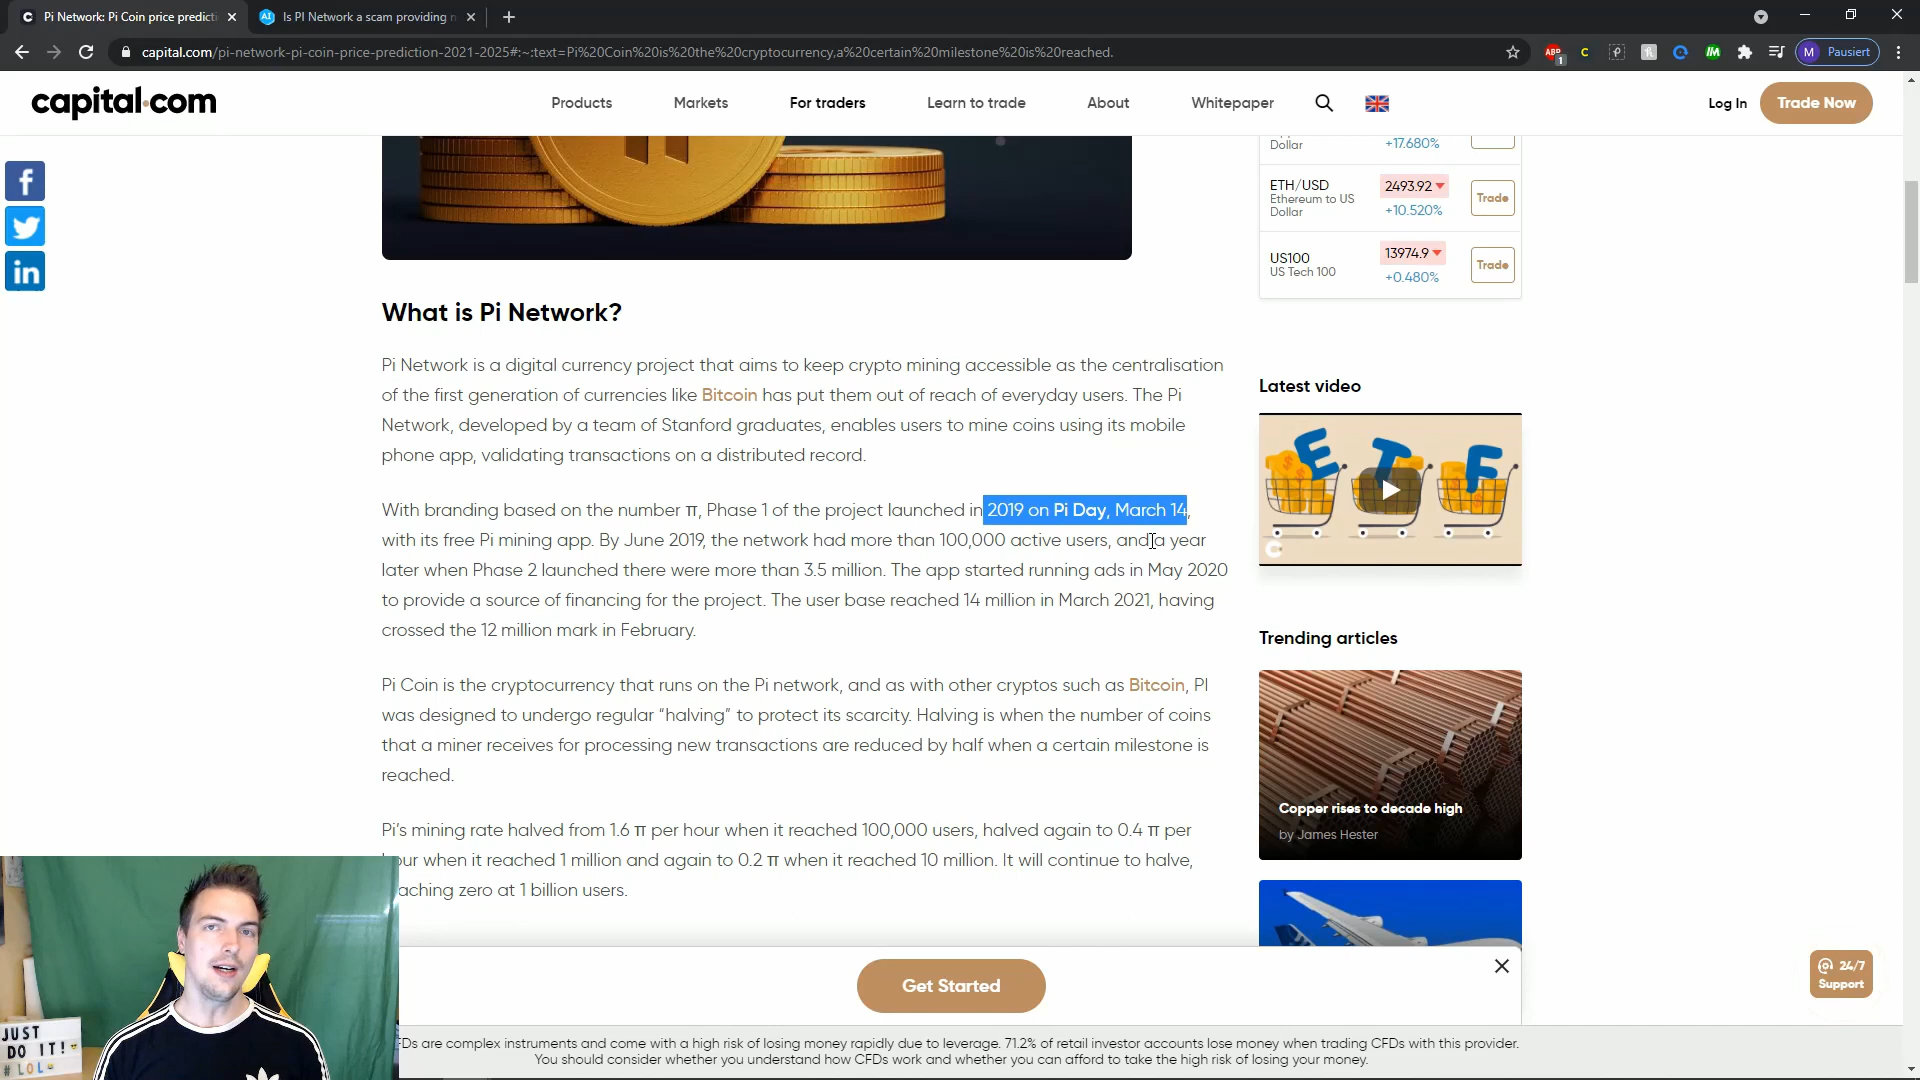 Pi Network: Pi Coin price predicti
Is PI Network a scam providing n
capital.com/pi-network-pi-coin-price-prediction-2021-2025#:~:text=Pi%20Coin%20is%20the%20cryptocurrency,a%20certain%20milestone%20is%20reached.
ABP
1
M
Pausiert
capital.com
Products
Markets
For traders
Learn to trade
About
Whitepaper
Log In
Trade Now
Dollar
+17.680%
ETH/USD
Ethereum to US
Dollar
2493.92
+10.520%
Trade
US100
US Tech 100
13974.9
+0.480%
Trade
What is Pi Network?
Pi Network is a digital currency project that aims to keep crypto mining accessible as the centralisation
of the first generation of currencies like Bitcoin has put them out of reach of everyday users. The Pi
Network, developed by a team of Stanford graduates, enables users to mine coins using its mobile
phone app, validating transactions on a distributed record.
With branding based on the number π, Phase 1 of the project launched in 2019 on Pi Day, March 14,
with its free Pi mining app. By June 2019, the network had more than 100,000 active users, and a year
later when Phase 2 launched there were more than 3.5 million. The app started running ads in May 2020
to provide a source of financing for the project. The user base reached 14 million in March 2021, having
crossed the 12 million mark in February.
Pi Coin is the cryptocurrency that runs on the Pi network, and as with other cryptos such as Bitcoin, PI
was designed to undergo regular “halving” to protect its scarcity. Halving is when the number of coins
that a miner receives for processing new transactions are reduced by half when a certain milestone is
reached.
Pi’s mining rate halved from 1.6 π per hour when it reached 100,000 users, halved again to 0.4 π per
our when it reached 1 million and again to 0.2 π when it reached 10 million. It will continue to halve,
aching zero at 1 billion users.
Latest video
E T F
Trending articles
Copper rises to decade high
by James Hester
Get Started
24/7
Support
JUST
DO IT!
#LOL
FDs are complex instruments and come with a high risk of losing money rapidly due to leverage. 71.2% of retail investor accounts lose money when trading CFDs with this provider.
You should consider whether you understand how CFDs work and whether you can afford to take the high risk of losing your money.